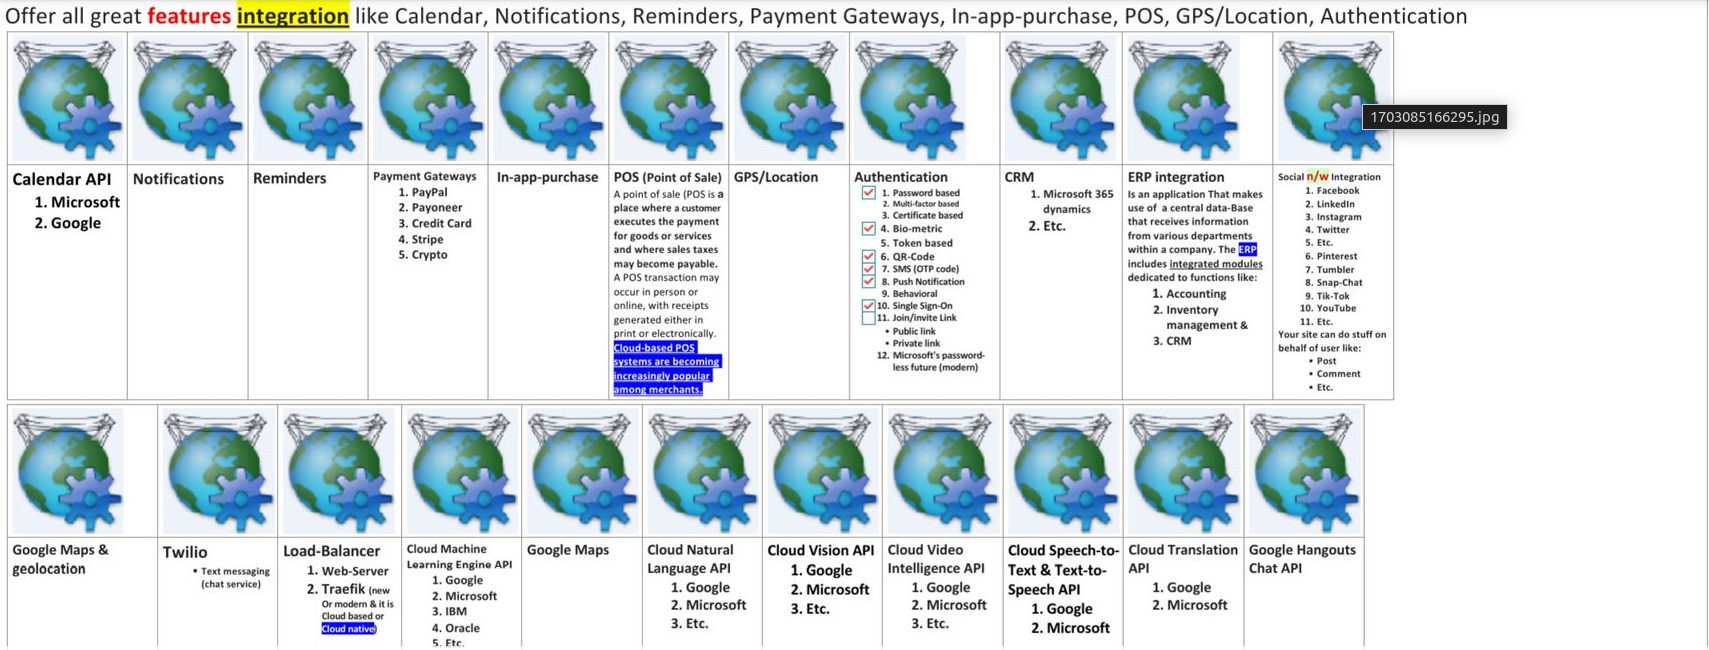 Offer all great features integration like Calendar, Notifications, Reminders, Payment Gateways, In-app-purchase, POS, GPS/Location, Authentication
1703085166295.jpg
Calendar API
1. Microsoft
2. Google
Notifications
Reminders
Payment Gateways
1. PayPal
2. Payoneer
3. Credit Card
4. Stripe
5. Crypto
In-app-purchase
POS (Point of Sale)
A point of sale (POS is a
place where a customer
executes the payment
for goods or services
and where sales taxes
may become payable.
A POS transaction may
occur in person or
online, with receipts
generated either in
print or electronically.
Cloud-based POS
systems are becoming
increasingly popular
among merchants.
GPS/Location
Authentication
1. Password based
2. Multi-factor based
3. Certificate based
4. Bio-metric
5. Token based
6. QR-Code
7. SMS (OTP code)
8. Push Notification
9. Behavioral
10. Single Sign-On
11. Join/invite Link
• Public link
• Private link
12. Microsoft's password-
less future (modern)
CRM
1. Microsoft 365
dynamics
2. Etc.
ERP integration
Is an application That makes
use of a central data-Base
that receives information
from various departments
within a company. The ERP
includes integrated modules
dedicated to functions like:
1. Accounting
2. Inventory
management &
3. CRM
Social n/w Integration
1. Facebook
2. LinkedIn
3. Instagram
4. Twitter
5. Etc.
6. Pinterest
7. Tumbler
8. Snap-Chat
9. Tik-Tok
10. YouTube
11. Etc.
Your site can do stuff on
behalf of user like:
• Post
• Comment
• Etc.
Google Maps &
geolocation
Twilio
• Text messaging
(chat service)
Load-Balancer
1. Web-Server
2. Traefik (new
Or modern & it is
Cloud based or
Cloud native)
Cloud Machine
Learning Engine API
1. Google
2. Microsoft
3. IBM
4. Oracle
5. Etc.
Google Maps
Cloud Natural
Language API
1. Google
2. Microsoft
3. Etc.
Cloud Vision API
1. Google
2. Microsoft
3. Etc.
Cloud Video
Intelligence API
1. Google
2. Microsoft
3. Etc.
Cloud Speech-to-
Text & Text-to-
Speech API
1. Google
2. Microsoft
Cloud Translation
API
1. Google
2. Microsoft
Google Hangouts
Chat API